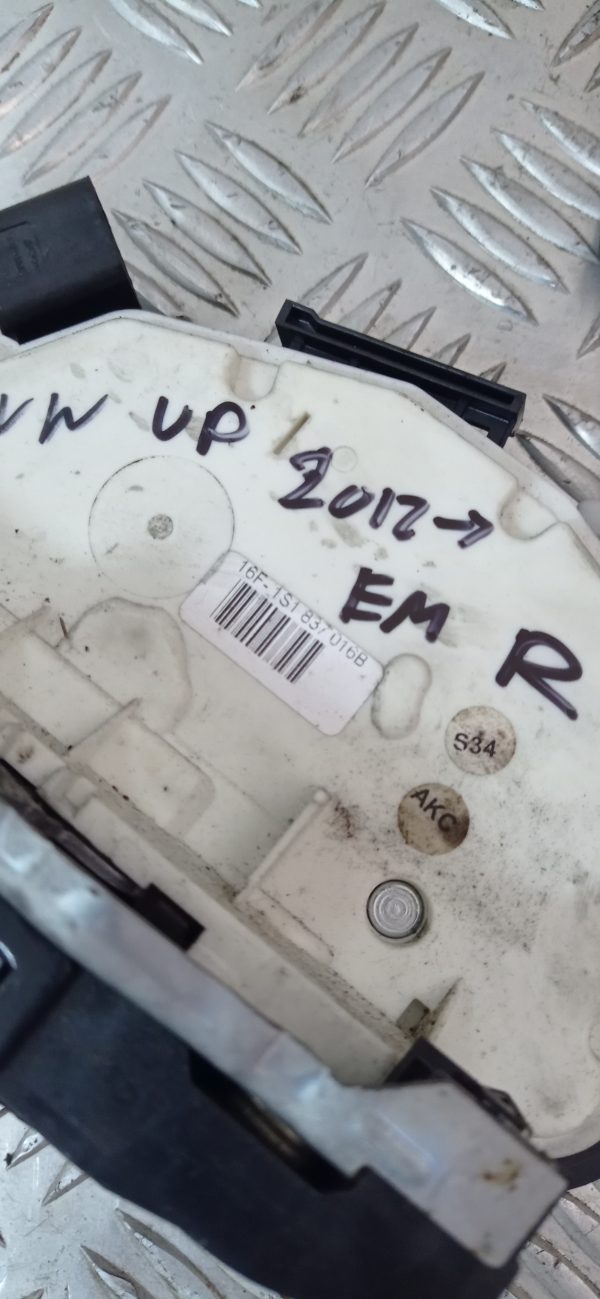 VW UP
2012→
EM R
16F-1S1 837 016B
S34
AKC